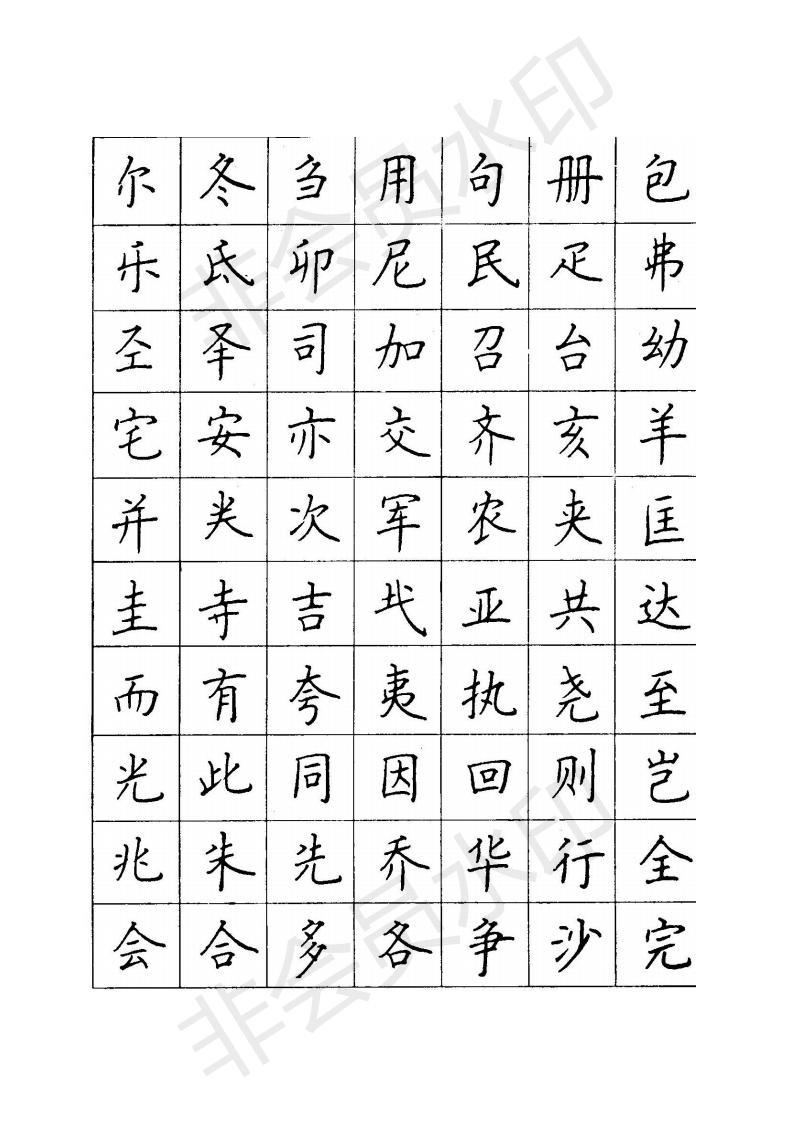 非会员水印
尔 冬 刍 用 句 册 包
乐 氐 卯 尼 民 疋 弗
𢀖 𠬤 司 加 召 台 幼
宅 安 亦 交 齐 亥 羊
并 龹 次 军 农 夹 匡
圭 寺 吉 亚 共 达
而 有 夸 夷 执 尧 至
光 此 同 因 回 则 岂
兆 朱 先 乔 华 行 全
会 合 多 各 争 沙 完
非会员水印